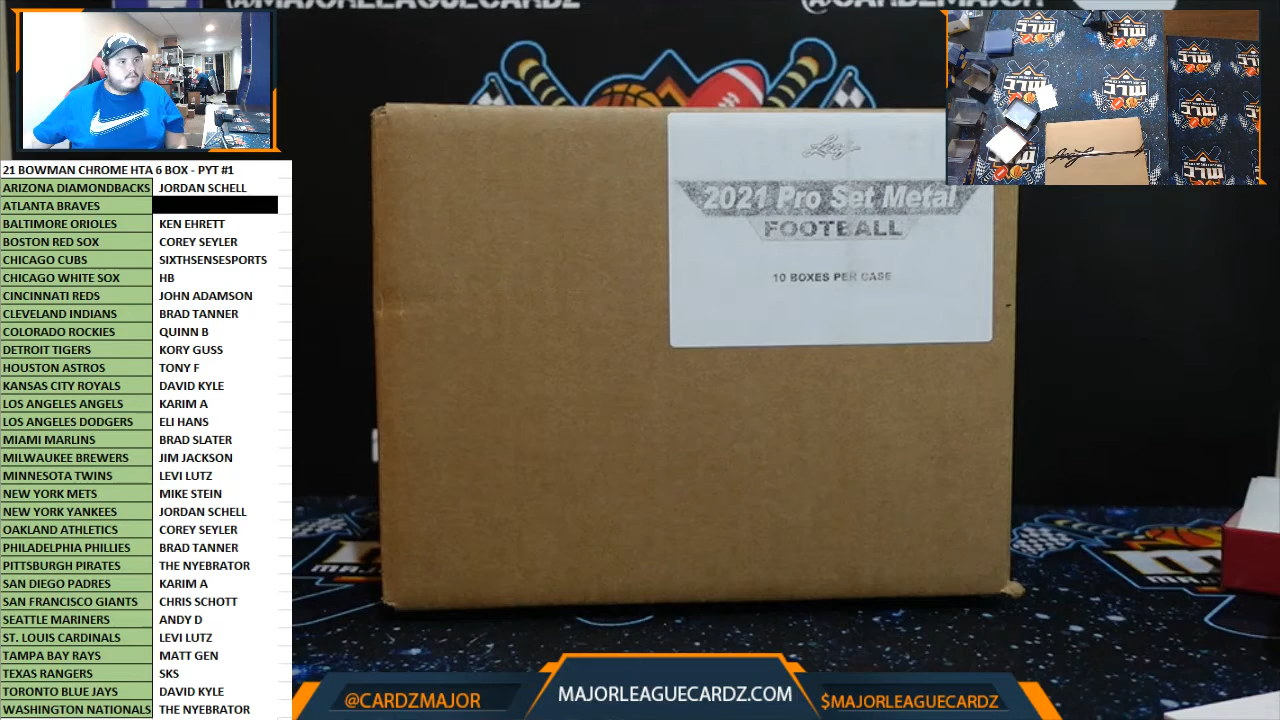 @MAJORLEAGUECARDZ
21 BOWMAN CHROME HTA 6 BOX - PYT #1
ARIZONA DIAMONDBACKS JORDAN SCHELL
ATLANTA BRAVES
BALTIMORE ORIOLES KEN EHRETT
BOSTON RED SOX COREY SEYLER
CHICAGO CUBS SIXTHSENSESPORTS
CHICAGO WHITE SOX HB
CINCINNATI REDS JOHN ADAMSON
CLEVELAND INDIANS BRAD TANNER
COLORADO ROCKIES QUINN B
DETROIT TIGERS KORY GUSS
HOUSTON ASTROS TONY F
KANSAS CITY ROYALS DAVID KYLE
LOS ANGELES ANGELS KARIM A
LOS ANGELES DODGERS ELI HANS
MIAMI MARLINS BRAD SLATER
MILWAUKEE BREWERS JIM JACKSON
MINNESOTA TWINS LEVI LUTZ
NEW YORK METS MIKE STEIN
NEW YORK YANKEES JORDAN SCHELL
OAKLAND ATHLETICS COREY SEYLER
PHILADELPHIA PHILLIES BRAD TANNER
PITTSBURGH PIRATES THE NYEBRATOR
SAN DIEGO PADRES KARIM A
SAN FRANCISCO GIANTS CHRIS SCHOTT
SEATTLE MARINERS ANDY D
ST. LOUIS CARDINALS LEVI LUTZ
TAMPA BAY RAYS MATT GEN
TEXAS RANGERS SKS
TORONTO BLUE JAYS DAVID KYLE
WASHINGTON NATIONALS THE NYEBRATOR
Leaf
2021 Pro Set Metal
FOOTBALL
10 BOXES PER CASE
@CARDZMAJOR
MAJORLEAGUECARDZ.COM
$MAJORLEAGUECARDZ